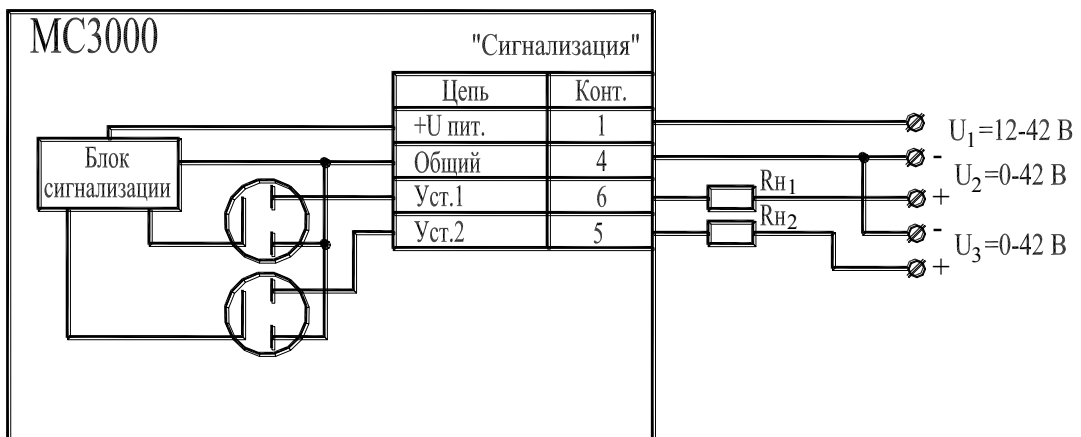 МС3000
"Сигнализация"
Цепь Конт.
+U пит. 1
Общий 4
Уст.1 6
Уст.2 5
Блок
сигнализации
Rн1
Rн2
U1=12-42 В
-
U2=0-42 В
+
-
U3=0-42 В
+